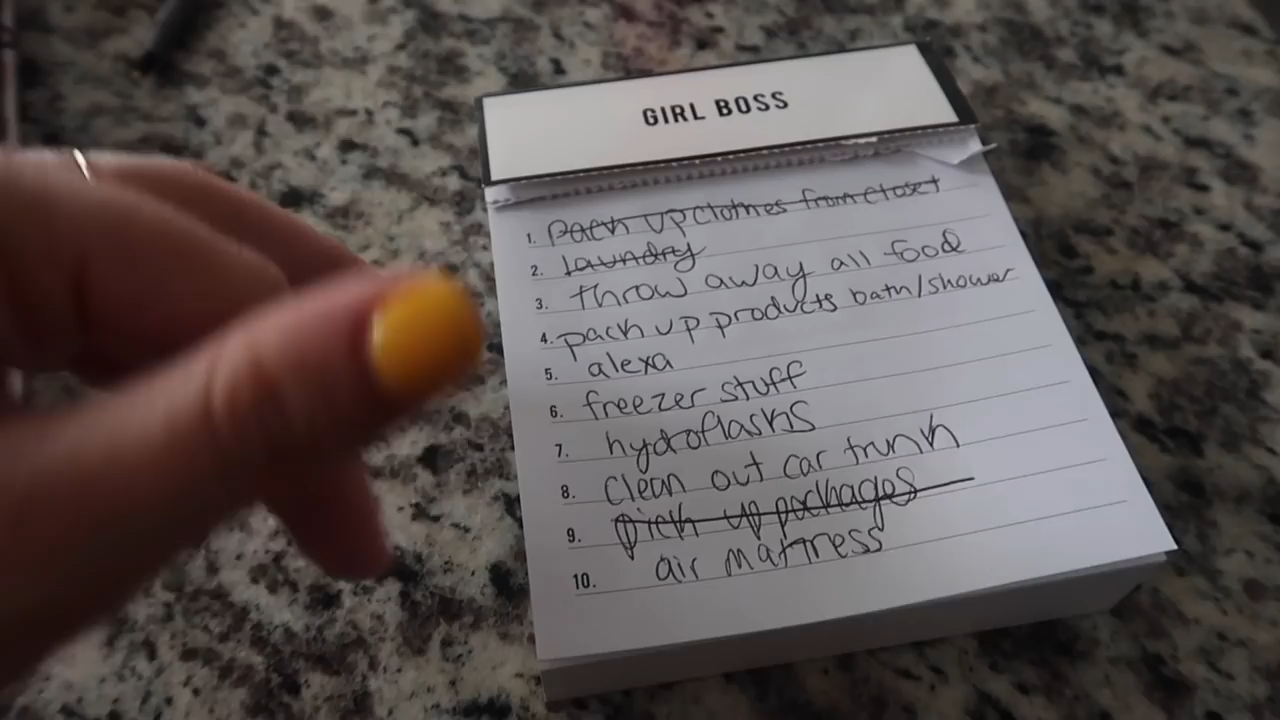 GIRL BOSS
1. Pack up clothes from closet
2. laundry
3. throw away all food
4. pack up products bath/shower
5. alexa
6. freezer stuff
7. hydroflasks
8. clean out car trunk
9. pick up packages
10. air mattress